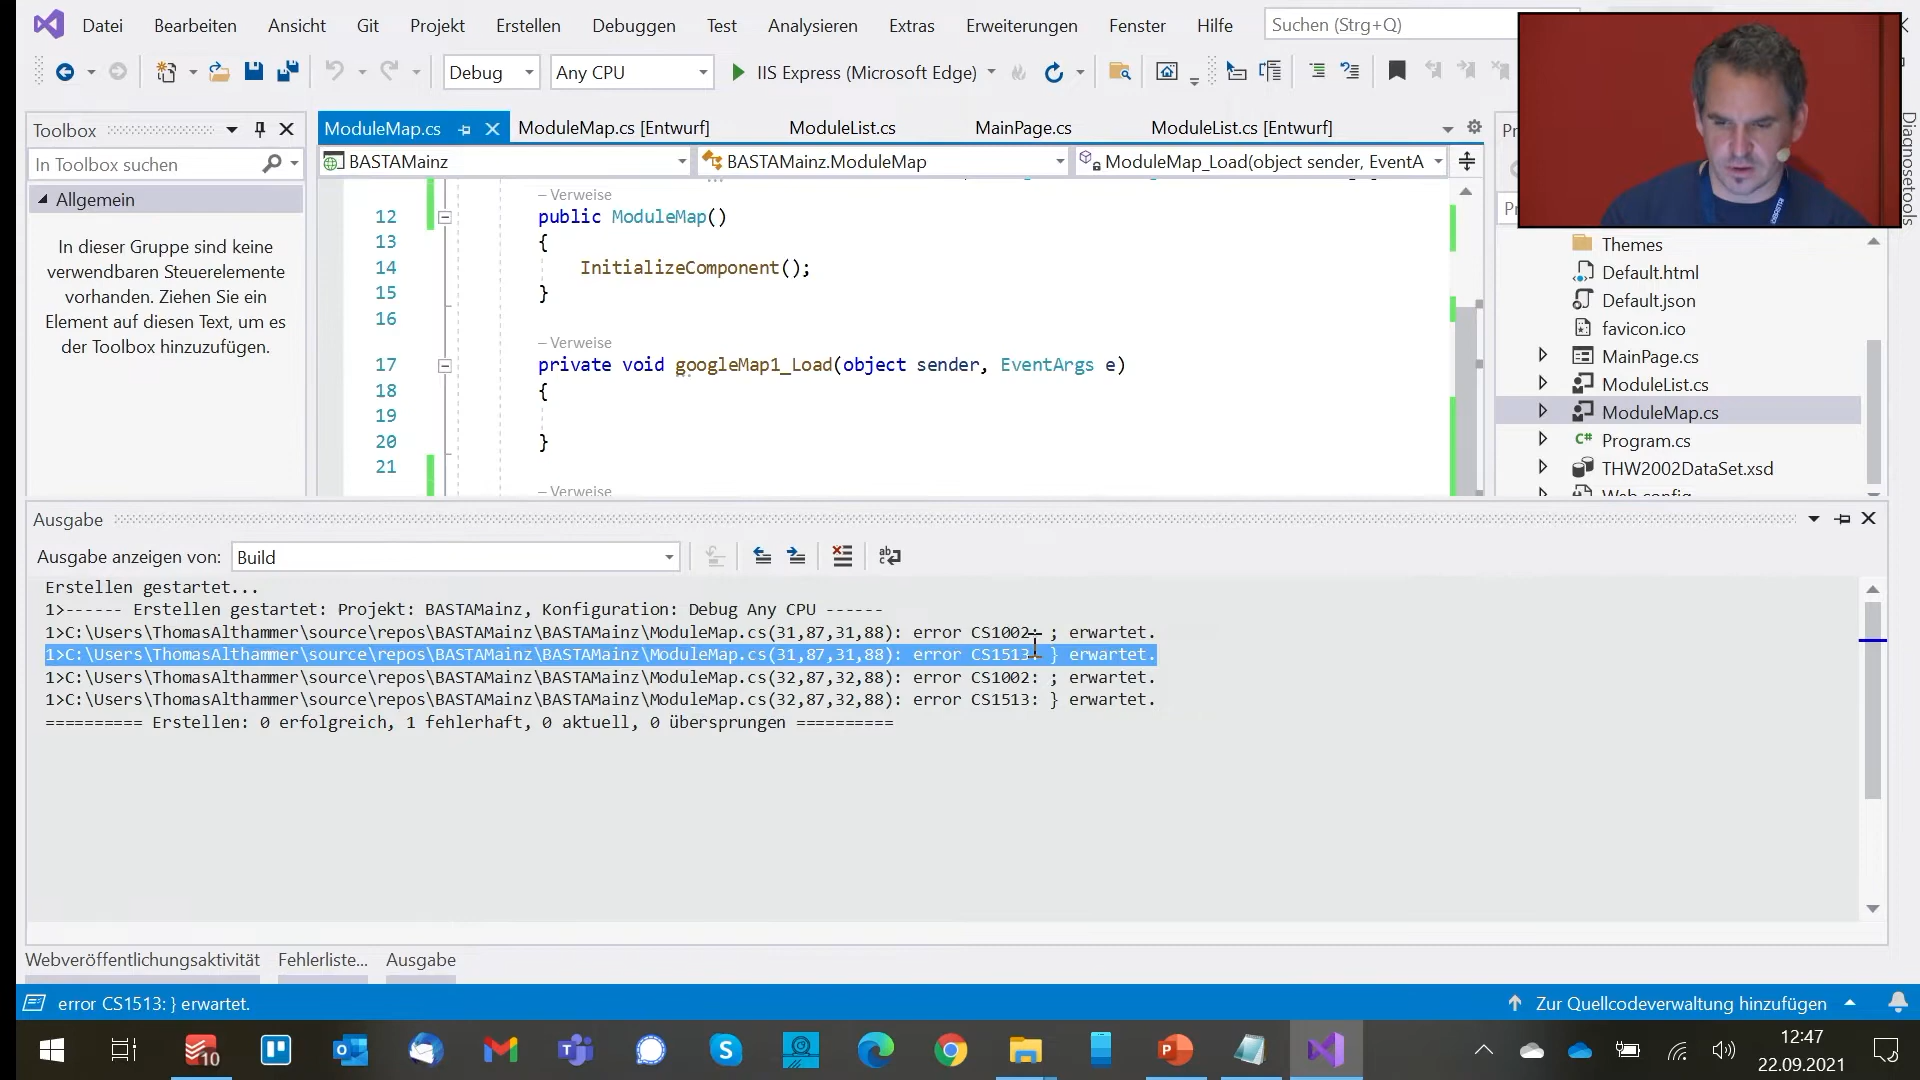 Datei Bearbeiten Ansicht Git Projekt Erstellen Debuggen Test Analysieren Extras Erweiterungen Fenster Hilfe Suchen (Strg+Q)
Debug Any CPU IIS Express (Microsoft Edge)
Toolbox
In Toolbox suchen
Allgemein
In dieser Gruppe sind keine
verwendbaren Steuerelemente
vorhanden. Ziehen Sie ein
Element auf diesen Text, um es
der Toolbox hinzuzufügen.
ModuleMap.cs ModuleMap.cs [Entwurf] ModuleList.cs MainPage.cs ModuleList.cs [Entwurf]
BASTAMainz BASTAMainz.ModuleMap ModuleMap_Load(object sender, EventA
– Verweise
12 public ModuleMap()
13 {
14 InitializeComponent();
15 }
16
– Verweise
17 private void googleMap1_Load(object sender, EventArgs e)
18 {
19
20 }
21
– Verweise
Pr
Pr
Diagnosetools
Themes
Default.html
Default.json
favicon.ico
MainPage.cs
ModuleList.cs
ModuleMap.cs
C# Program.cs
THW2002DataSet.xsd
Web.config
Ausgabe
Ausgabe anzeigen von: Build
Erstellen gestartet...
1>------ Erstellen gestartet: Projekt: BASTAMainz, Konfiguration: Debug Any CPU ------
1>C:\Users\ThomasAlthammer\source\repos\BASTAMainz\BASTAMainz\ModuleMap.cs(31,87,31,88): error CS1002: ; erwartet.
1>C:\Users\ThomasAlthammer\source\repos\BASTAMainz\BASTAMainz\ModuleMap.cs(31,87,31,88): error CS1513: } erwartet.
1>C:\Users\ThomasAlthammer\source\repos\BASTAMainz\BASTAMainz\ModuleMap.cs(32,87,32,88): error CS1002: ; erwartet.
1>C:\Users\ThomasAlthammer\source\repos\BASTAMainz\BASTAMainz\ModuleMap.cs(32,87,32,88): error CS1513: } erwartet.
========== Erstellen: 0 erfolgreich, 1 fehlerhaft, 0 aktuell, 0 übersprungen ==========
Webveröffentlichungsaktivität Fehlerliste... Ausgabe
error CS1513: } erwartet. Zur Quellcodeverwaltung hinzufügen
10
12:47
22.09.2021